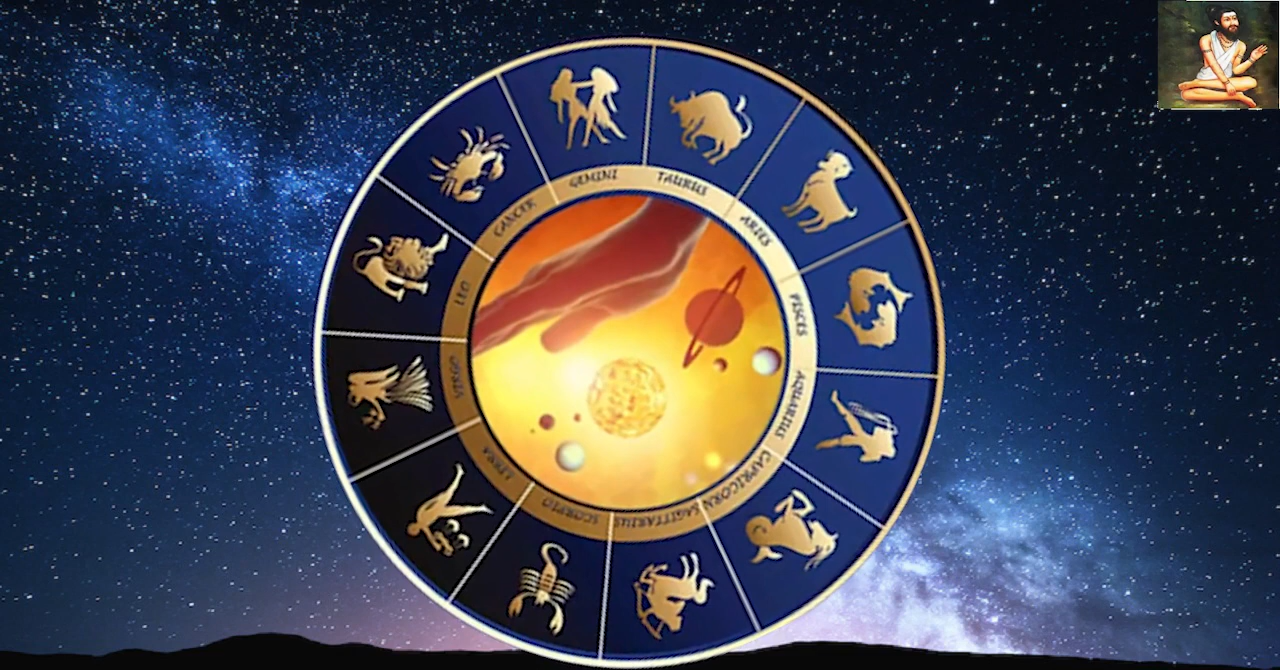 GEMINI
TAURUS
ARIES
PISCES
AQUARIUS
CAPRICORN
SAGITTARIUS
SCORPIO
LIBRA
VIRGO
LEO
CANCER